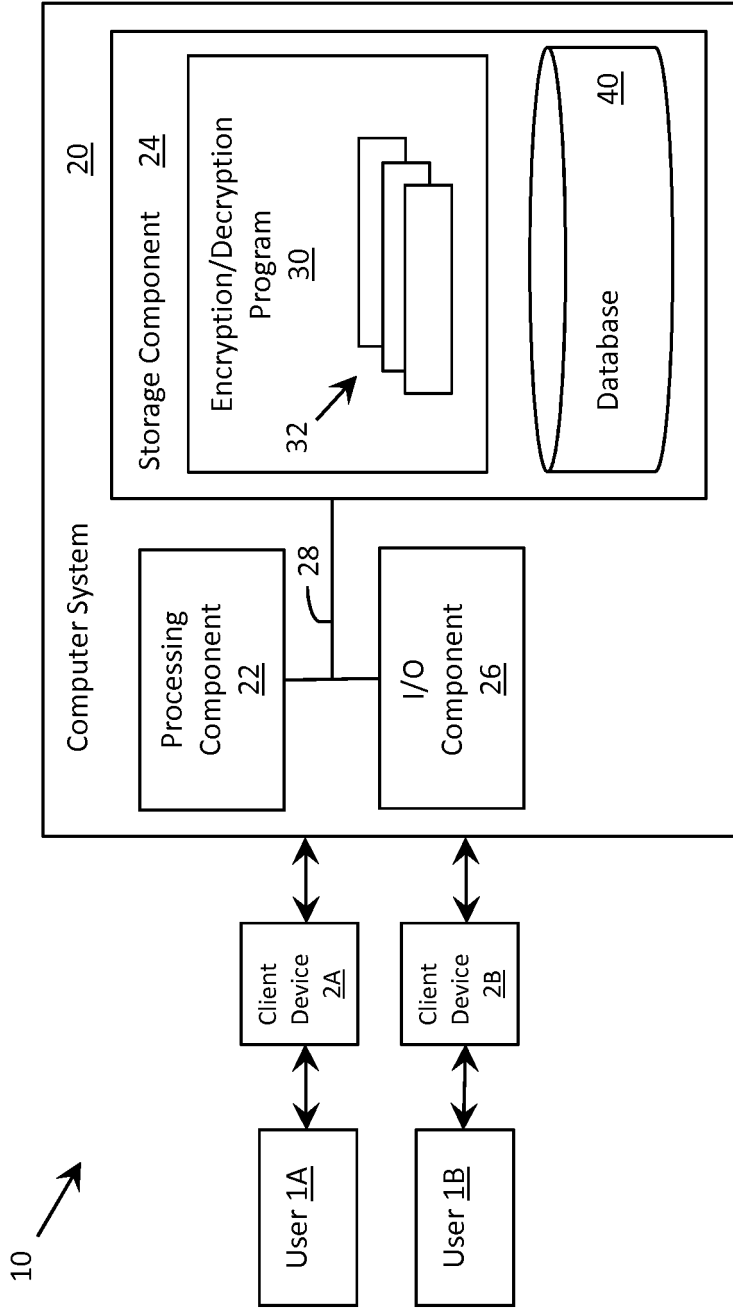 10
User 1A
User 1B
Client
Device
2A
Client
Device
2B
Computer System
20
Processing
Component
22
28
I/O
Component
26
Storage Component
24
Encryption/Decryption
Program
30
32
Database
40